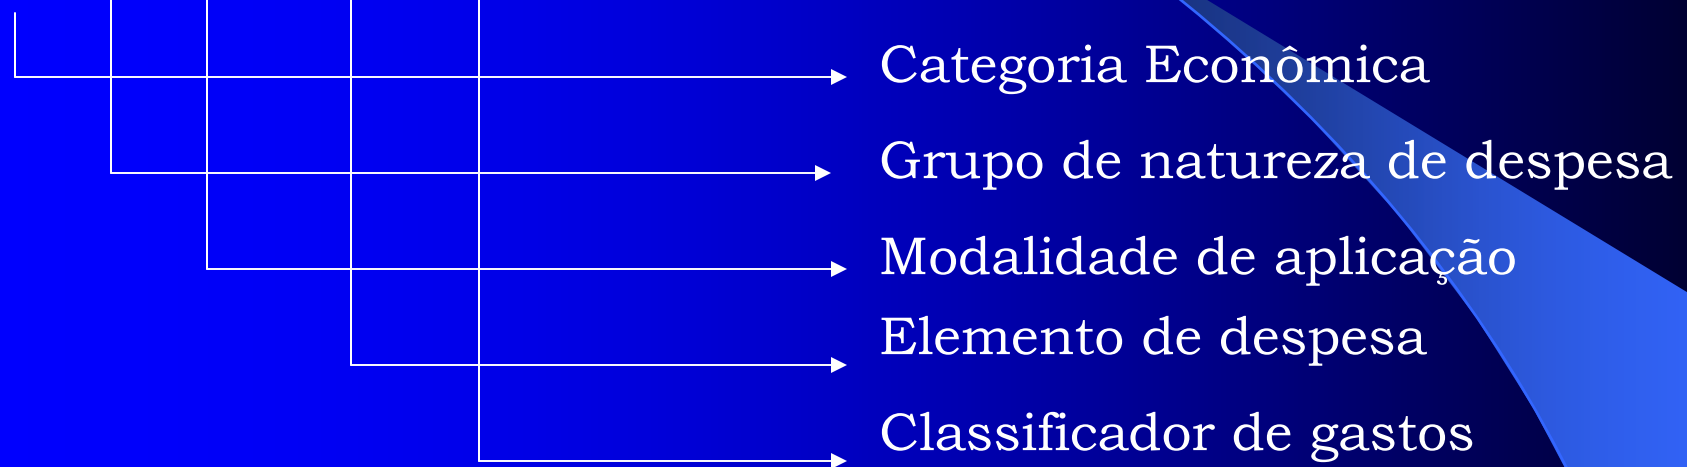 Categoria Econômica
Grupo de natureza de despesa
Modalidade de aplicação
Elemento de despesa
Classificador de gastos